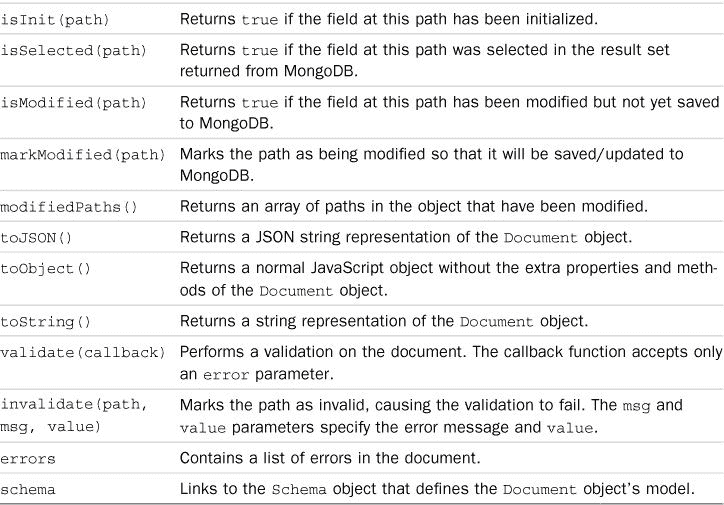 isInit(path) Returns true if the field at this path has been initialized.
isSelected(path) Returns true if the field at this path was selected in the result set
returned from MongoDB.
isModified(path) Returns true if the field at this path has been modified but not yet saved
to MongoDB.
markModified(path) Marks the path as being modified so that it will be saved/updated to
MongoDB.
modifiedPaths() Returns an array of paths in the object that have been modified.
toJSON() Returns a JSON string representation of the Document object.
toObject() Returns a normal JavaScript object without the extra properties and meth-
ods of the Document object.
toString() Returns a string representation of the Document object.
validate(callback) Performs a validation on the document. The callback function accepts only
an error parameter.
invalidate(path, Marks the path as invalid, causing the validation to fail. The msg and
msg, value) value parameters specify the error message and value.
errors Contains a list of errors in the document.
schema Links to the Schema object that defines the Document object’s model.